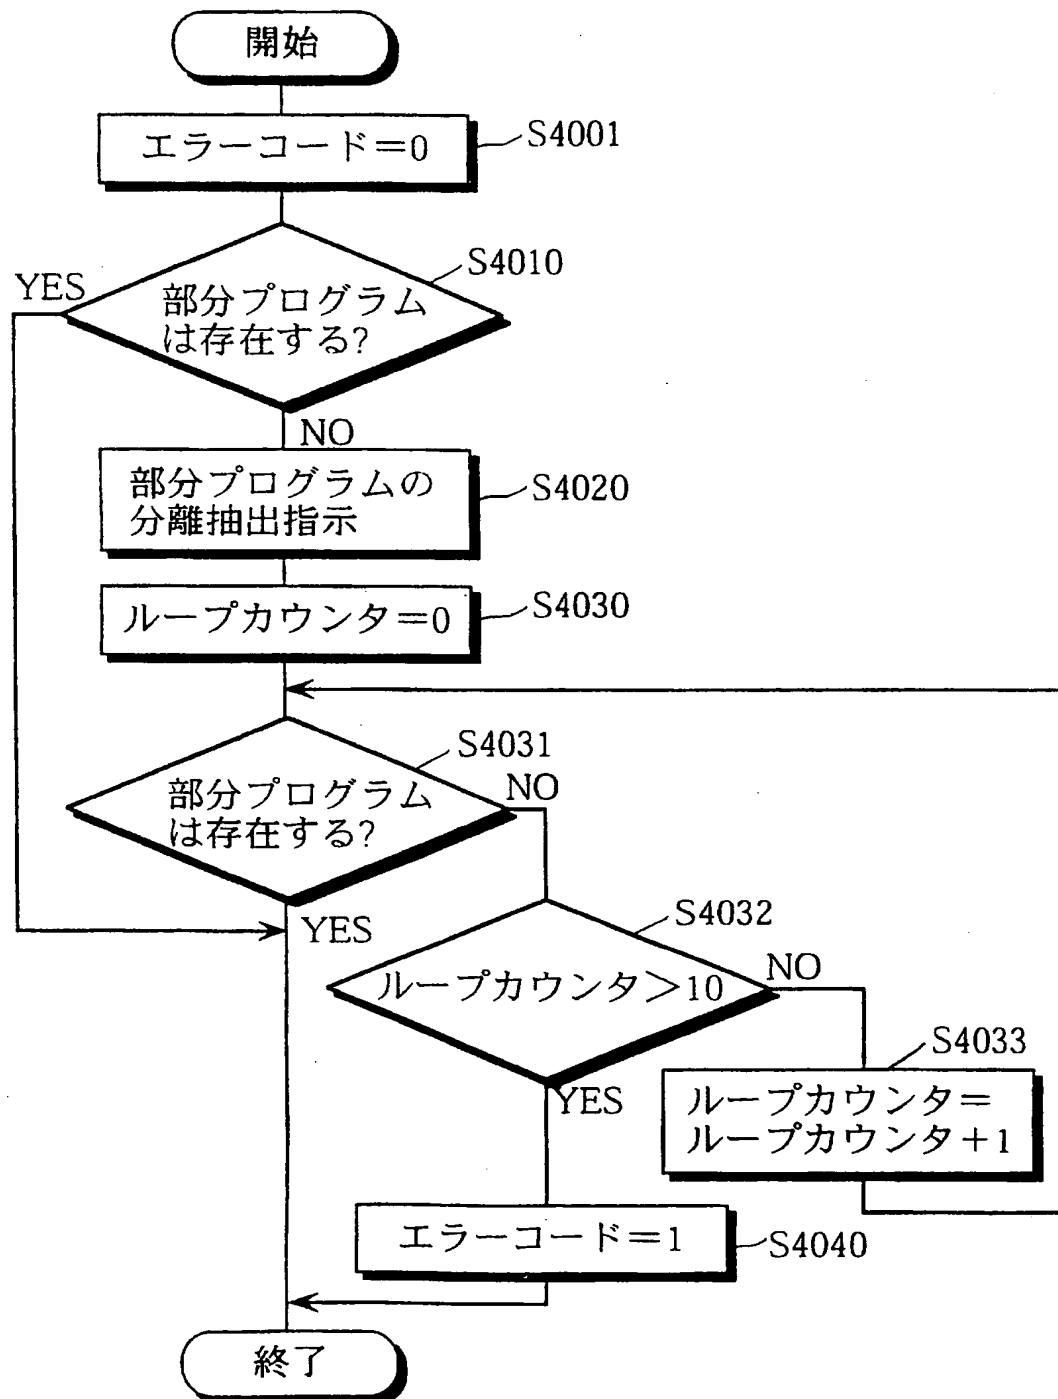 開始
エラーコード＝0
S4001
S4010
YES
部分プログラム
は存在する?
NO
部分プログラムの
分離抽出指示
S4020
ループカウンタ＝0
S4030
S4031
部分プログラム
は存在する?
NO
YES
S4032
ループカウンタ＞10
NO
YES
S4033
ループカウンタ＝
ループカウンタ＋1
エラーコード＝1
S4040
終了